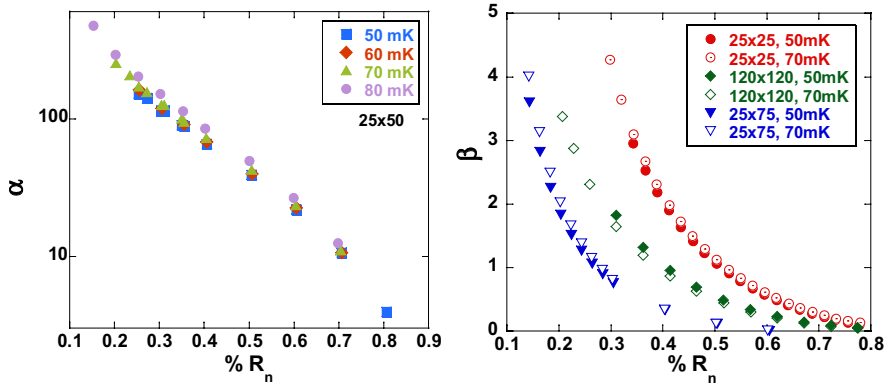 50 mK
60 mK
70 mK
80 mK
25x50
100
10
α
0.1 0.2 0.3 0.4 0.5 0.6 0.7 0.8 0.9
% Rn
25x25, 50mK
25x25, 70mK
120x120, 50mK
120x120, 70mK
25x75, 50mK
25x75, 70mK
5
4
3
2
1
0
β
0.1 0.2 0.3 0.4 0.5 0.6 0.7 0.8
% Rn